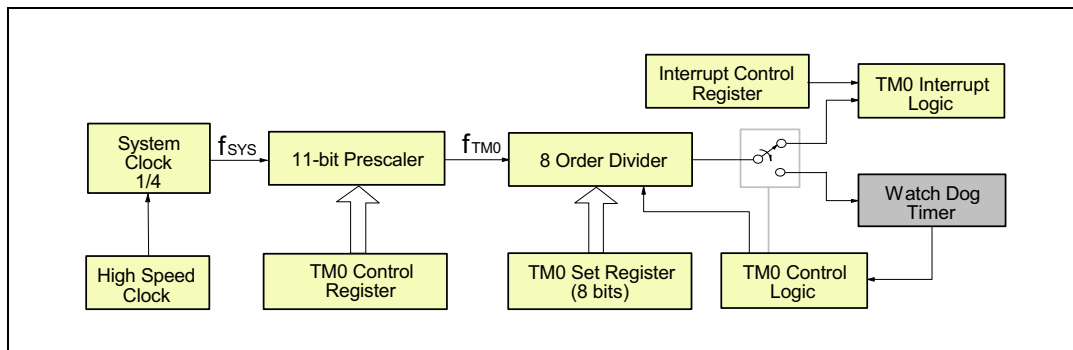 Interrupt Control
Register
TM0 Interrupt
Logic
System
Clock
1/4
fSYS
11-bit Prescaler
fTM0
8 Order Divider
Watch Dog
Timer
High Speed
Clock
TM0 Control
Register
TM0 Set Register
(8 bits)
TM0 Control
Logic